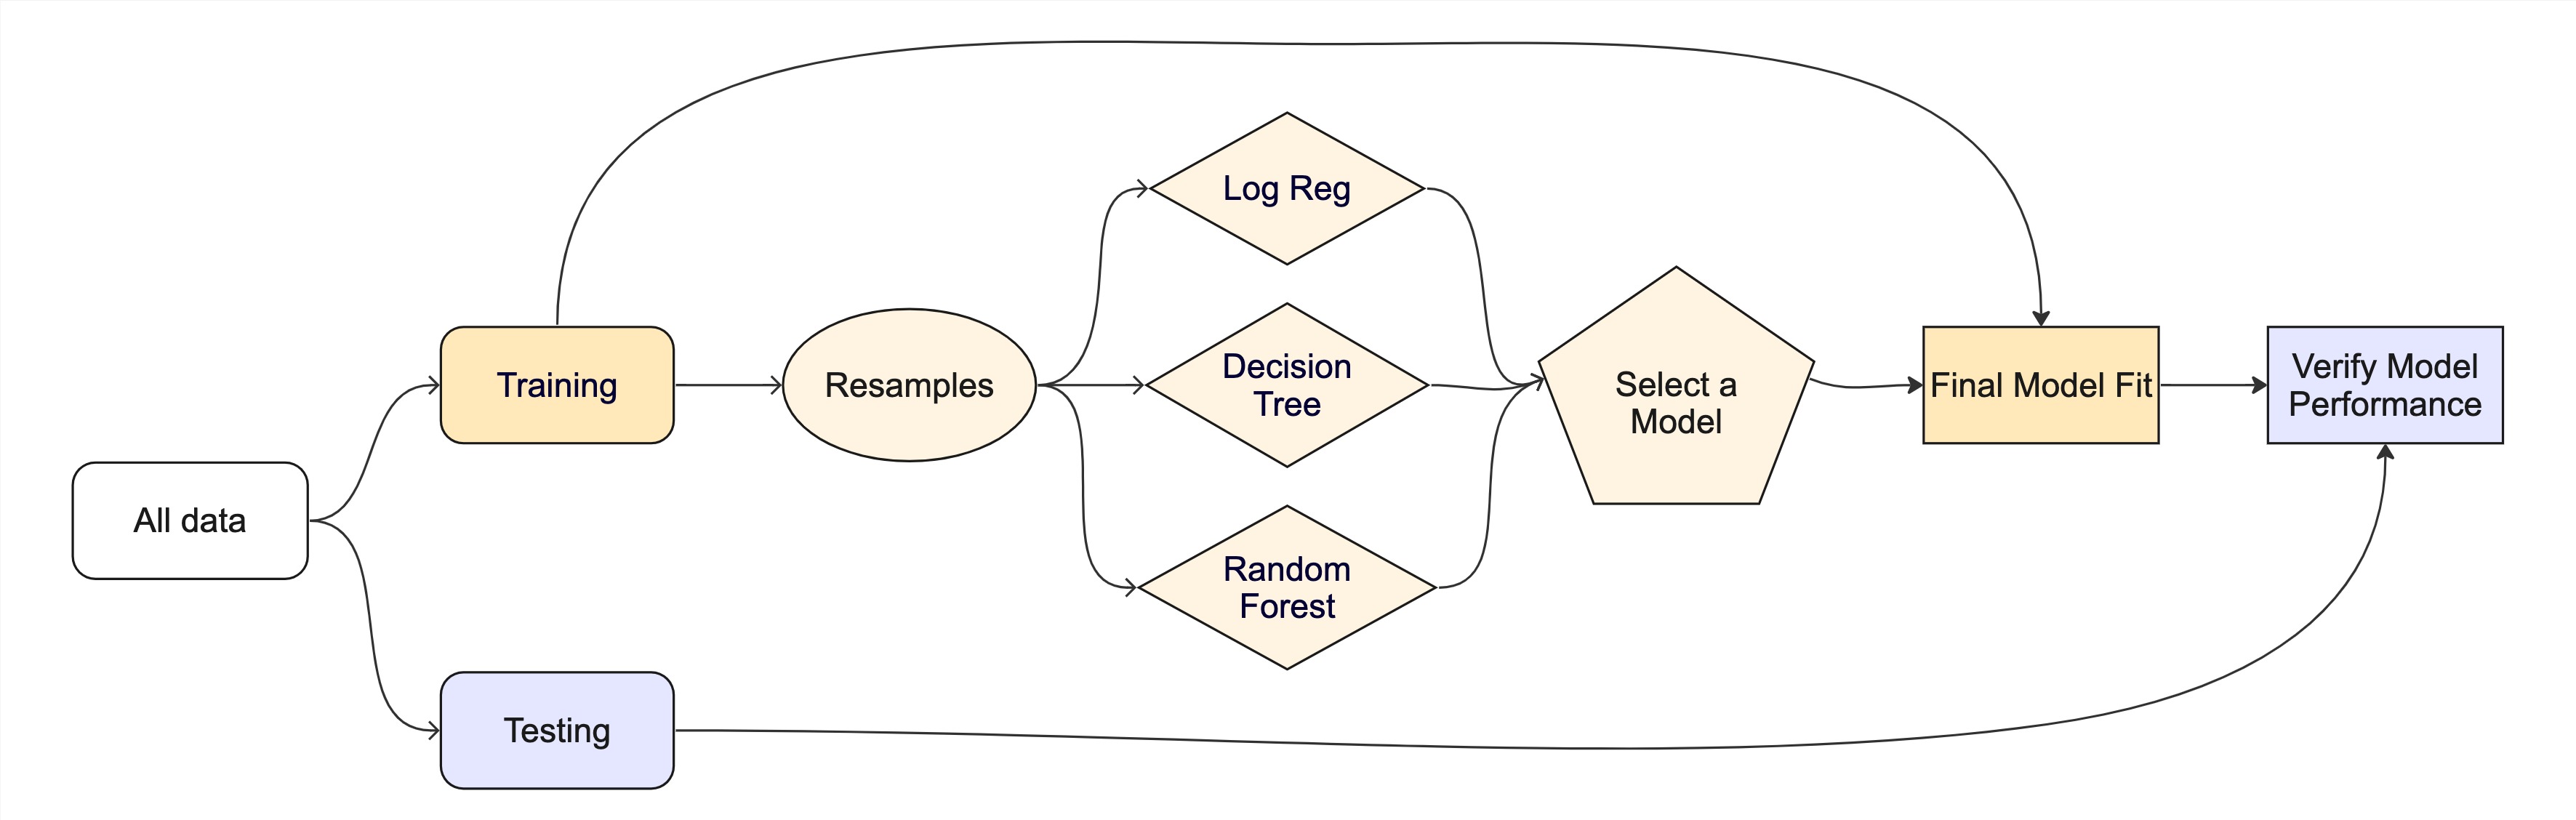 Log Reg
Training
Resamples
Decision
Tree
Select a
Model
Final Model Fit
Verify Model
Performance
All data
Random
Forest
Testing